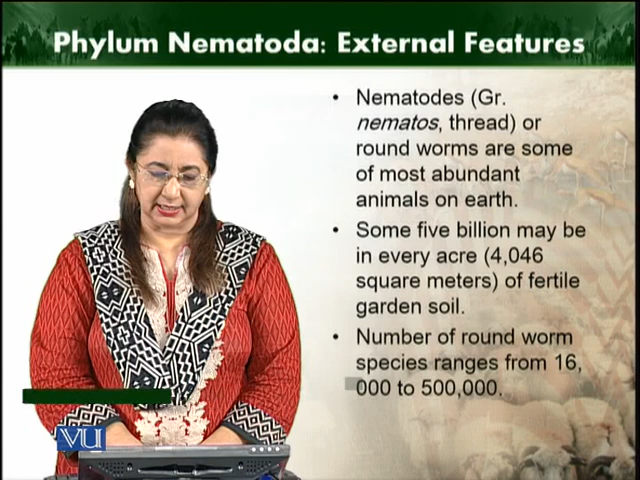 Phylum Nematoda: External Features
• Nematodes (Gr.
nematos, thread) or
round worms are some
of most abundant
animals on earth.
• Some five billion may be
in every acre (4,046
square meters) of fertile
garden soil.
• Number of round worm
species ranges from 16,
000 to 500,000.
VU